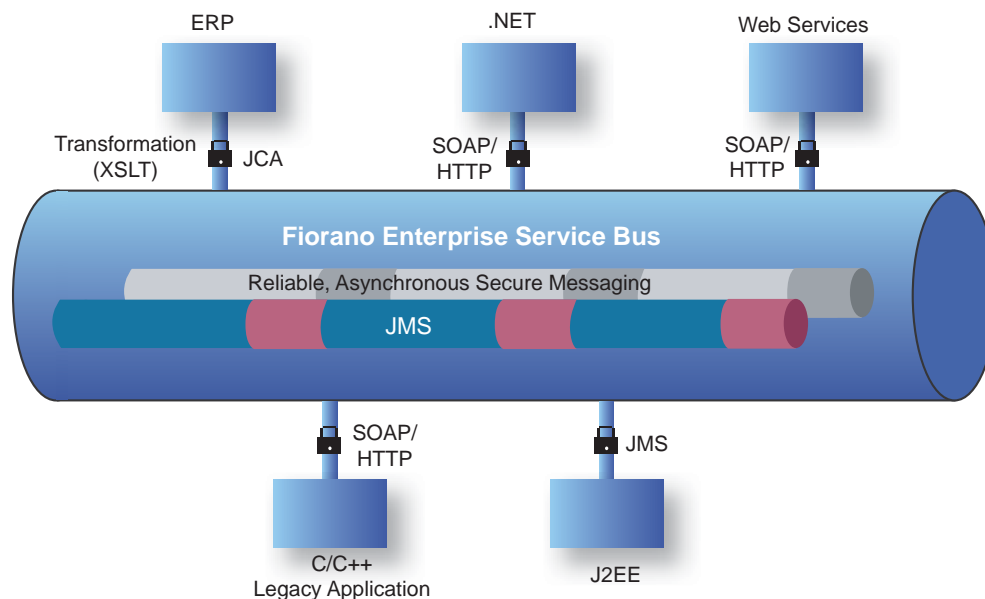 ERP
.NET
Web Services
Transformation
(XSLT)
JCA
SOAP/
HTTP
SOAP/
HTTP
Fiorano Enterprise Service Bus
Reliable, Asynchronous Secure Messaging
JMS
SOAP/
HTTP
JMS
C/C++
Legacy Application
J2EE